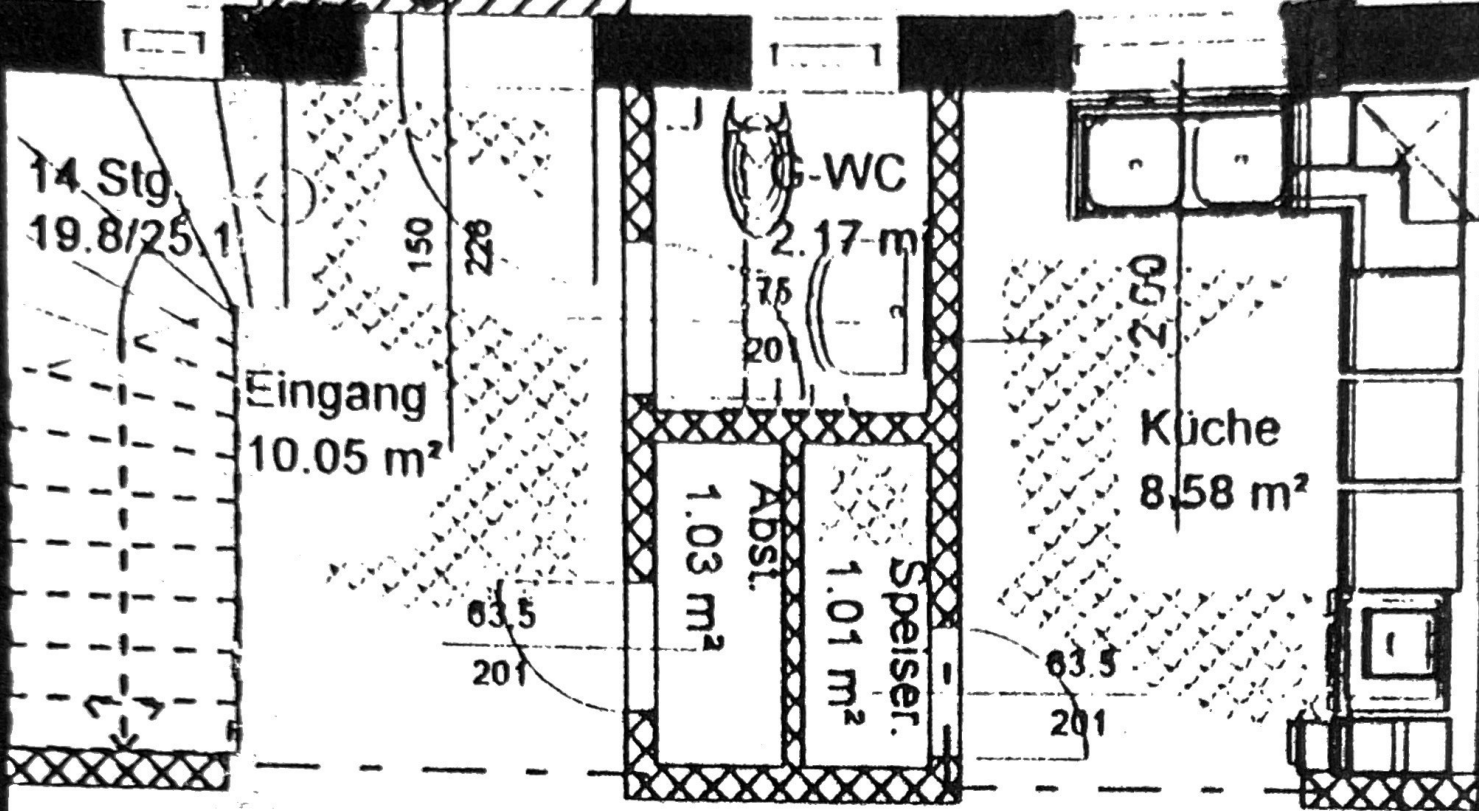 14 Stg
19.8/25.1
Eingang
10.05 m²
150
228
G-WC
2.17 m²
76
201
2.00
Küche
8.58 m²
Abst.
1.03 m²
Speiser.
1.01 m²
63.5
201
63.5
201